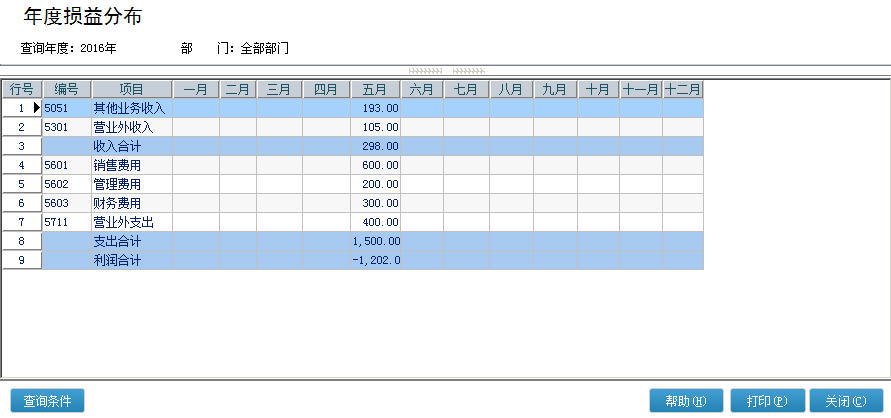 年度损益分布
查询年度: 2016年 部 门: 全部部门
行号 编号 项目 一月 二月 三月 四月 五月 六月 七月 八月 九月 十月 十一月 十二月
1 5051 其他业务收入 193.00
2 5301 营业外收入 105.00
3 收入合计 298.00
4 5601 销售费用 600.00
5 5602 管理费用 200.00
6 5603 财务费用 300.00
7 5711 营业外支出 400.00
8 支出合计 1,500.00
9 利润合计 -1,202.0
查询条件 帮助(H) 打印(P) 关闭(C)